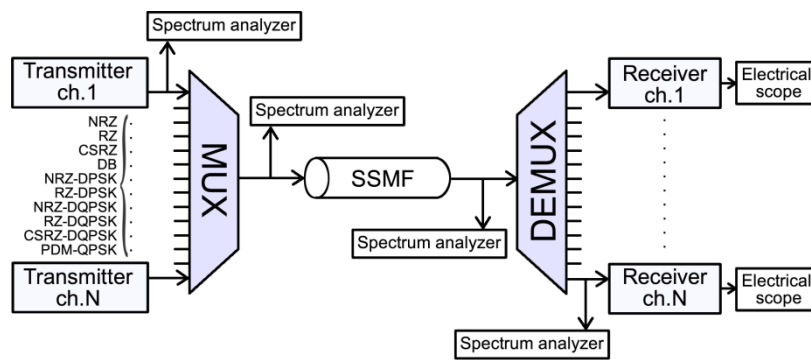 Spectrum analyzer
Transmitter
ch.1
NRZ
RZ
CSRZ
DB
NRZ-DPSK
RZ-DPSK
NRZ-DQPSK
RZ-DQPSK
CSRZ-DQPSK
PDM-QPSK
Transmitter
ch.N
MUX
Spectrum analyzer
SSMF
Spectrum analyzer
DEMUX
Receiver
ch.1
Electrical
scope
Receiver
ch.N
Electrical
scope
Spectrum analyzer